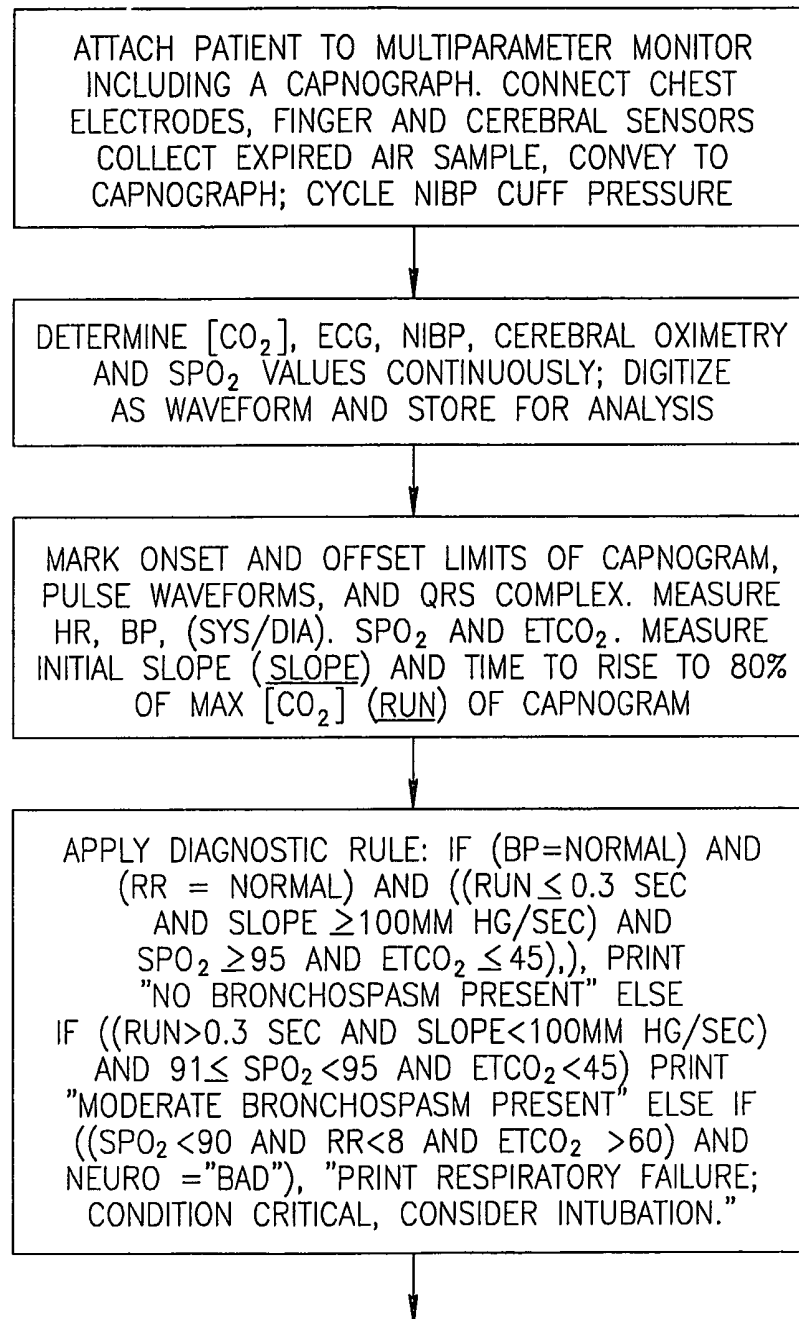 ATTACH PATIENT TO MULTIPARAMETER MONITOR
INCLUDING A CAPNOGRAPH. CONNECT CHEST
ELECTRODES, FINGER AND CEREBRAL SENSORS
COLLECT EXPIRED AIR SAMPLE, CONVEY TO
CAPNOGRAPH; CYCLE NIBP CUFF PRESSURE
DETERMINE [CO₂], ECG, NIBP, CEREBRAL OXIMETRY
AND SPO₂ VALUES CONTINUOUSLY; DIGITIZE
AS WAVEFORM AND STORE FOR ANALYSIS
MARK ONSET AND OFFSET LIMITS OF CAPNOGRAM,
PULSE WAVEFORMS, AND QRS COMPLEX. MEASURE
HR, BP, (SYS/DIA). SPO₂ AND ETCO₂. MEASURE
INITIAL SLOPE (SLOPE) AND TIME TO RISE TO 80%
OF MAX [CO₂] (RUN) OF CAPNOGRAM
APPLY DIAGNOSTIC RULE: IF (BP=NORMAL) AND
(RR = NORMAL) AND ((RUN ≤ 0.3 SEC
AND SLOPE ≥100MM HG/SEC) AND
SPO₂ ≥95 AND ETCO₂ ≤45),), PRINT
"NO BRONCHOSPASM PRESENT" ELSE
IF ((RUN>0.3 SEC AND SLOPE<100MM HG/SEC)
AND 91≤ SPO₂<95 AND ETCO₂<45) PRINT
"MODERATE BRONCHOSPASM PRESENT" ELSE IF
((SPO₂<90 AND RR<8 AND ETCO₂ >60) AND
NEURO ="BAD"), "PRINT RESPIRATORY FAILURE;
CONDITION CRITICAL, CONSIDER INTUBATION."